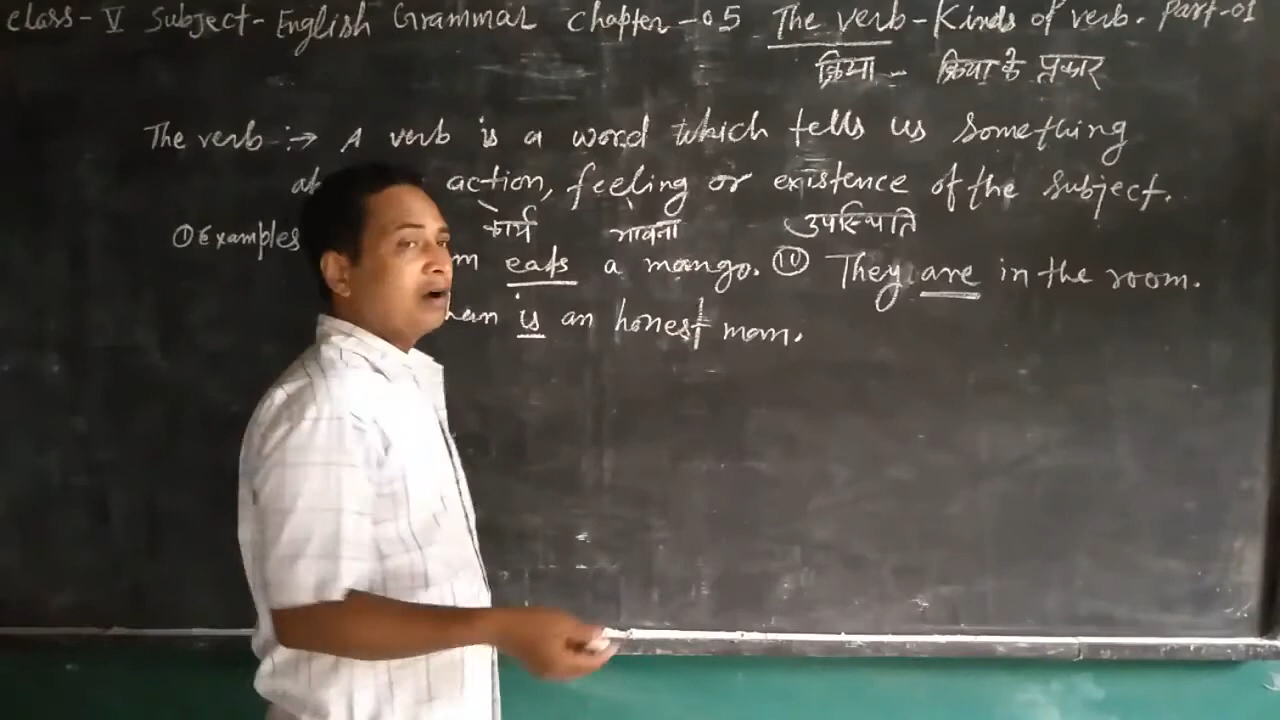 class-V Subject-English Grammar Chapter-05 The verb-Kinds of verb. Part-01
क्रिया - क्रिया के प्रकार
The verb :→ A verb is a word which tells us something
action, feeling or existence of the subject.
कार्य भावना उपस्थिति
① Examples
eats a mango. ⑩ They are in the room.
is an honest man.